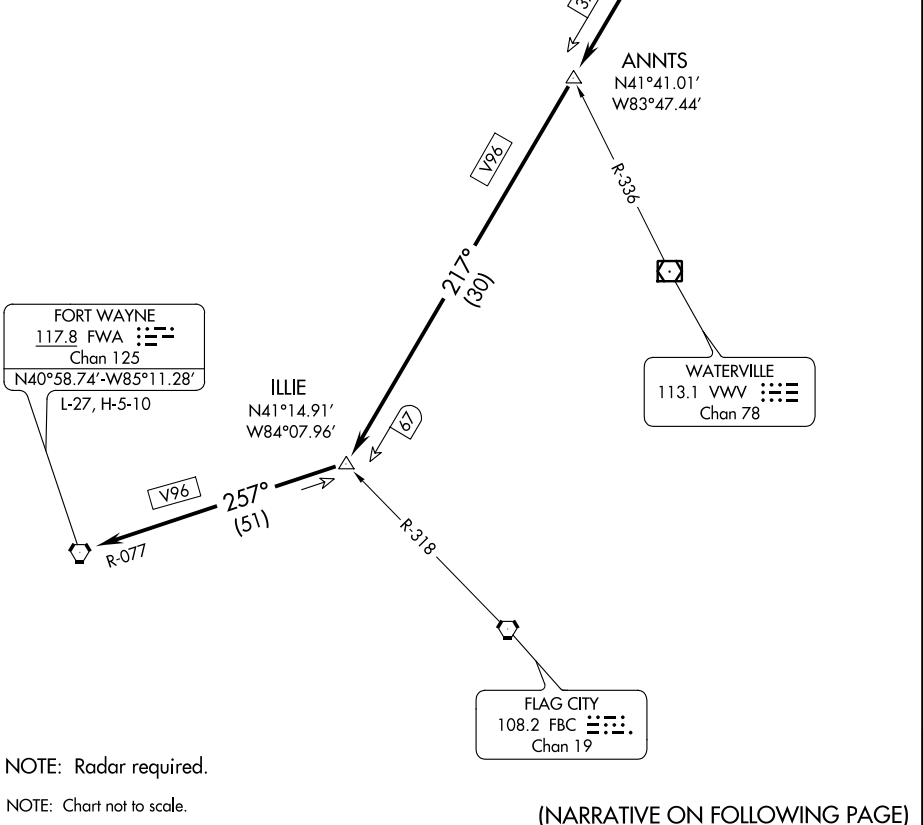 ANNTS
N41°41.01'
W83°47.44'
V96
R-336
217°
(30)
FORT WAYNE
117.8 FWA
Chan 125
N40°58.74'-W85°11.28'
L-27, H-5-10
WATERVILLE
113.1 VWV
Chan 78
ILLIE
N41°14.91'
W84°07.96'
67
V96
257°
(51)
R-077
R-318
FLAG CITY
108.2 FBC
Chan 19
NOTE: Radar required.
NOTE: Chart not to scale.
(NARRATIVE ON FOLLOWING PAGE)